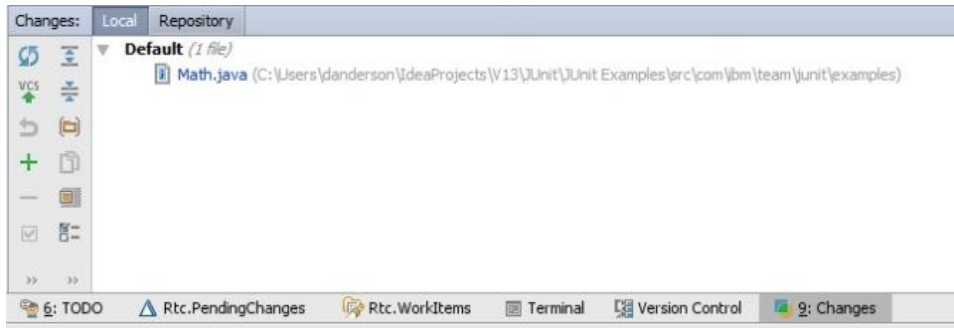 Changes: Local Repository
Default (1 file)
Math.java (C:\Users\danderson\IdeaProjects\V13\JUnit\JUnit Examples\src\com\ibm\team\junit\examples)
VCS
6: TODO Rtc.PendingChanges Rtc.WorkItems Terminal Version Control 9: Changes